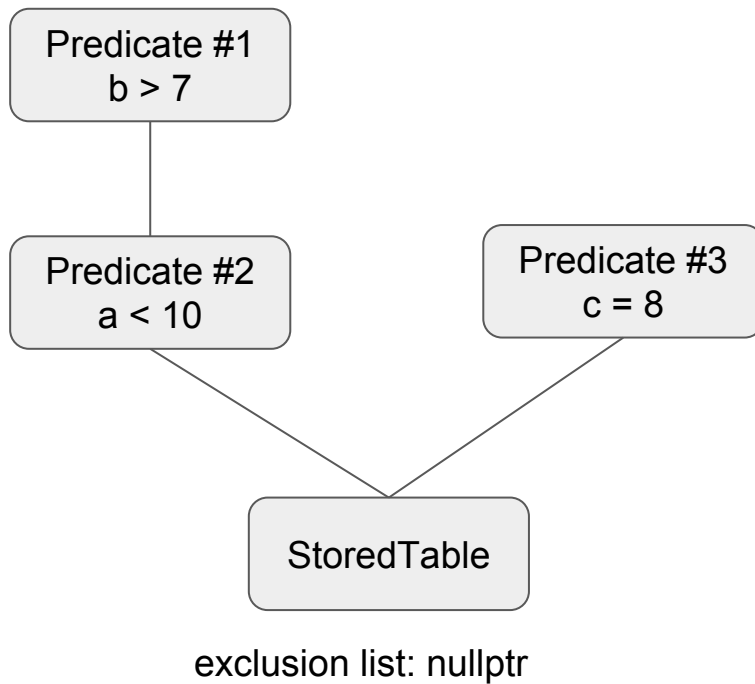 Predicate #1
b > 7
Predicate #2
a < 10
Predicate #3
c = 8
StoredTable
exclusion list: nullptr